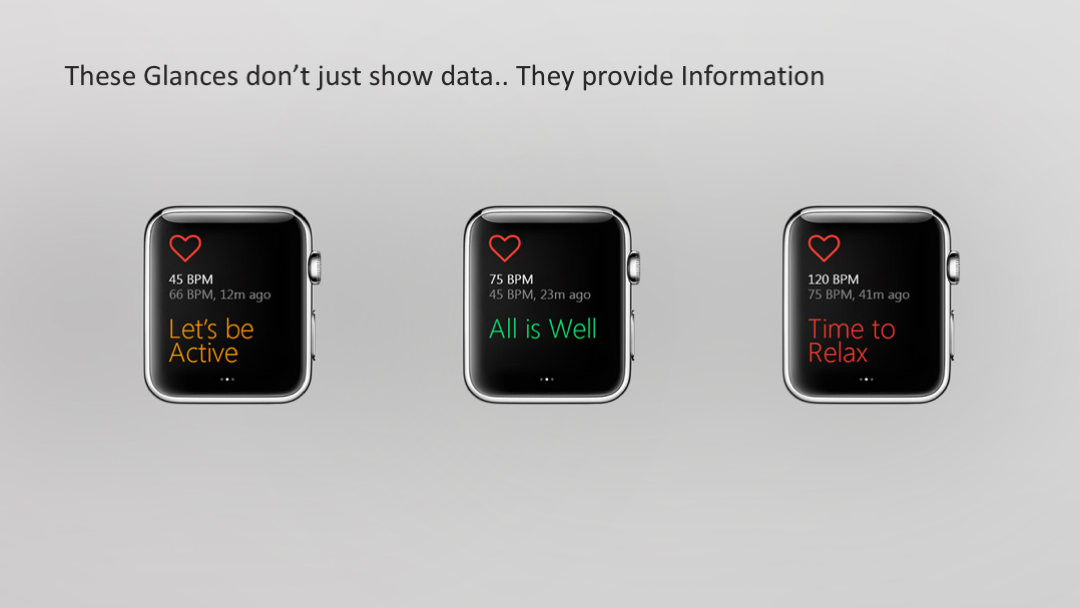 These Glances don’t just show data.. They provide Information
45 BPM
66 BPM, 12m ago
Let's be
Active
75 BPM
45 BPM, 23m ago
All is Well
120 BPM
75 BPM, 41m ago
Time to
Relax